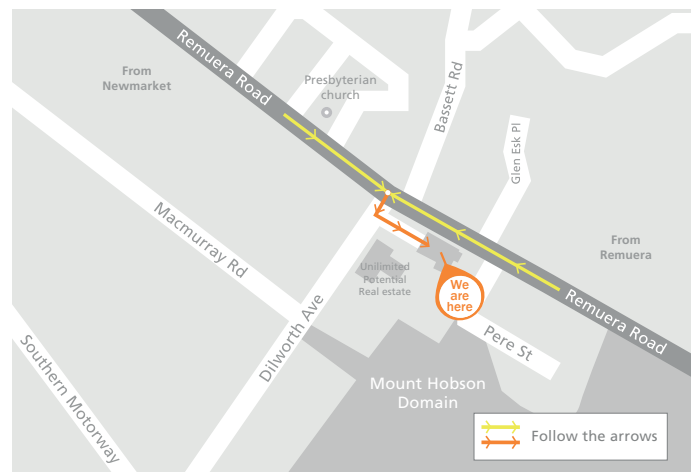 Remuera Road
From
Newmarket
Presbyterian
church
Bassett Rd
Glen Esk Pl
Macmurray Rd
From
Remuera
Unilimited
Potential
Real estate
We
are
here
Remuera Road
Dilworth Ave
Pere St
Southern Motorway
Mount Hobson
Domain
Follow the arrows